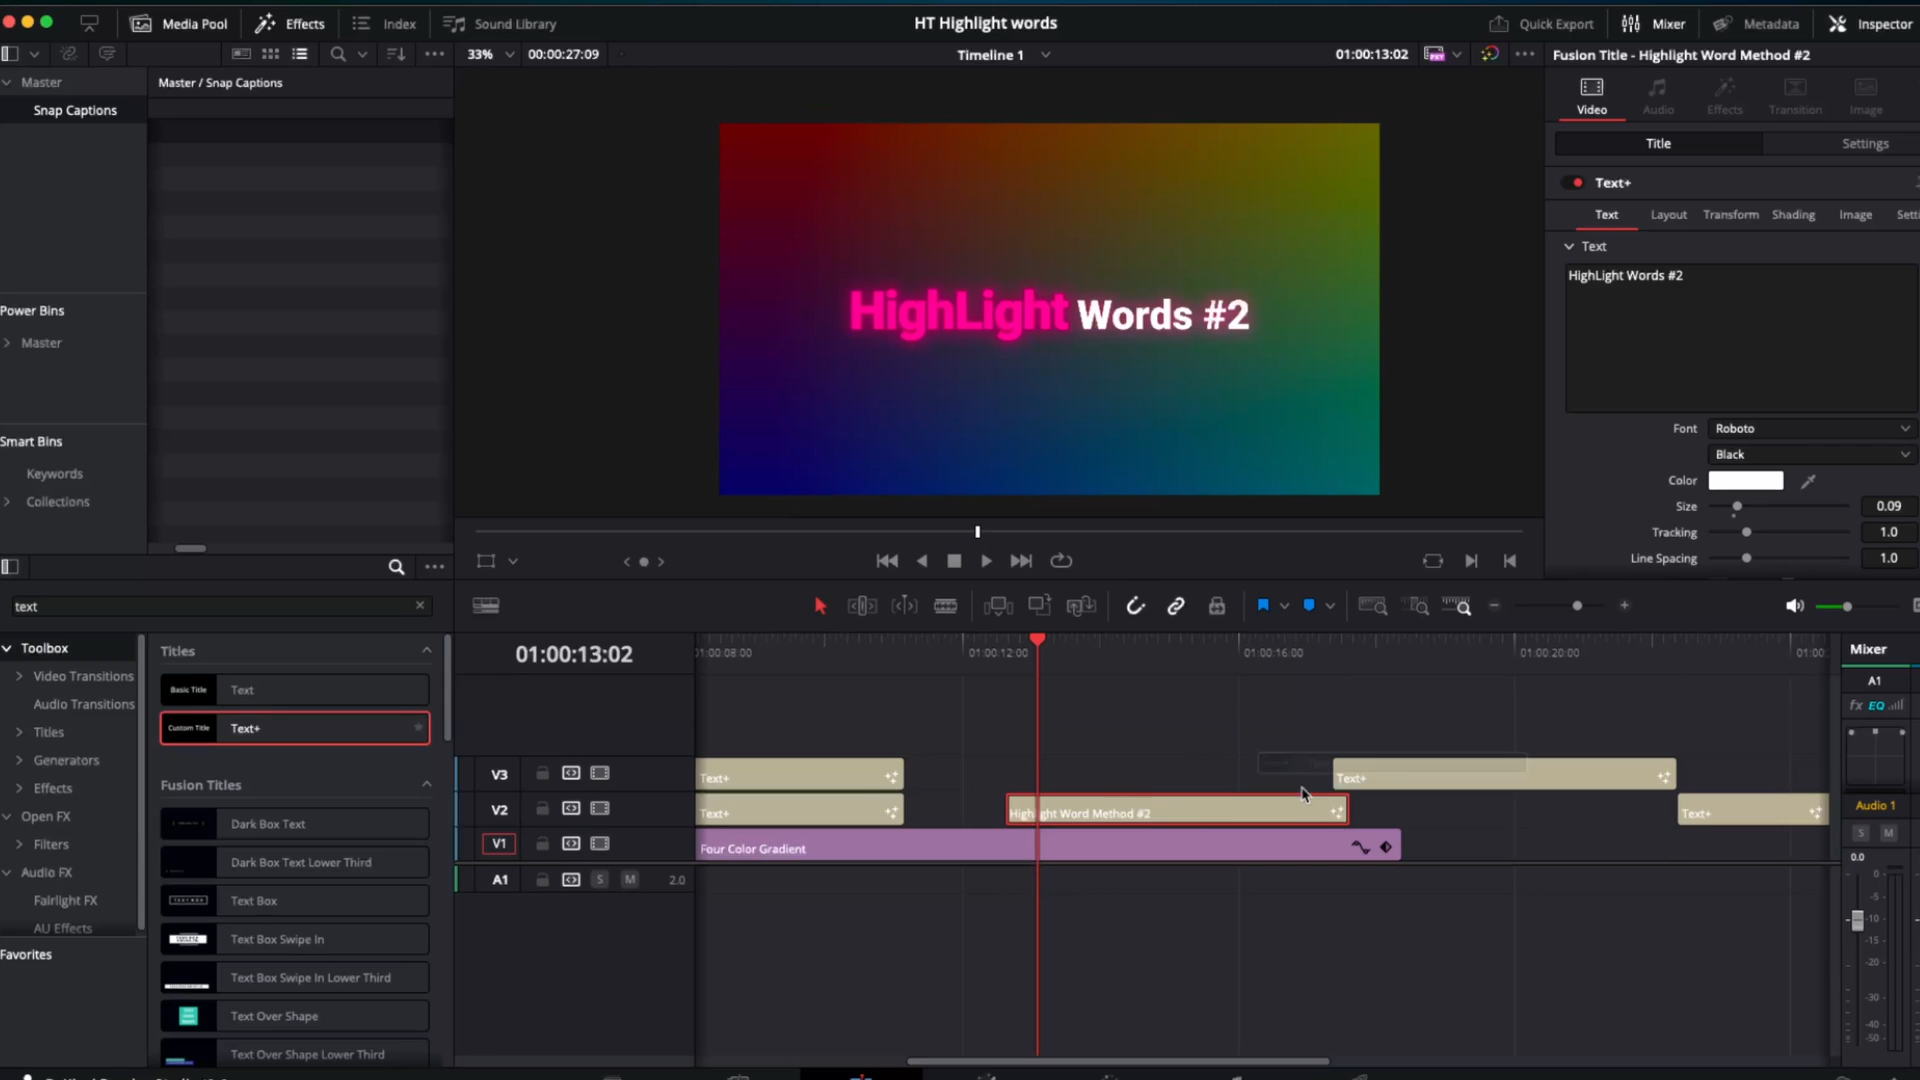 Media Pool
Effects
Index
Sound Library
HT Highlight words
Quick Export
Mixer
Metadata
Inspector
33%
00:00:27:09
Timeline 1
01:00:13:02
Fusion Title - Highlight Word Method #2
Master
Master / Snap Captions
Snap Captions
Power Bins
Master
Smart Bins
Keywords
Collections
Video
Audio
Effects
Transition
Image
Title
Settings
Text+
Text
Layout
Transform
Shading
Image
Text
HighLight Words #2
Font
Roboto
Black
Color
Size
0.09
Tracking
1.0
Line Spacing
1.0
HighLight Words #2
text
Toolbox
Video Transitions
Audio Transitions
Titles
Generators
Effects
Open FX
Filters
Audio FX
Fairlight FX
AU Effects
Favorites
Titles
Basic Title
Text
Custom Title
Text+
Fusion Titles
Dark Box Text
Dark Box Text Lower Third
Text Box
Text Box Swipe In
Text Box Swipe In Lower Third
Text Over Shape
Text Over Shape Lower Third
01:00:13:02
01:00:08:00
01:00:12:00
01:00:16:00
01:00:20:00
01:00:
V3
Text+
Text+
V2
Text+
Highlight Word Method #2
Text+
V1
Four Color Gradient
A1
S
M
2.0
Mixer
A1
fx EQ
Audio 1
S
M
0.0
0
-5
-10
-15
-20
-30
-40
-50